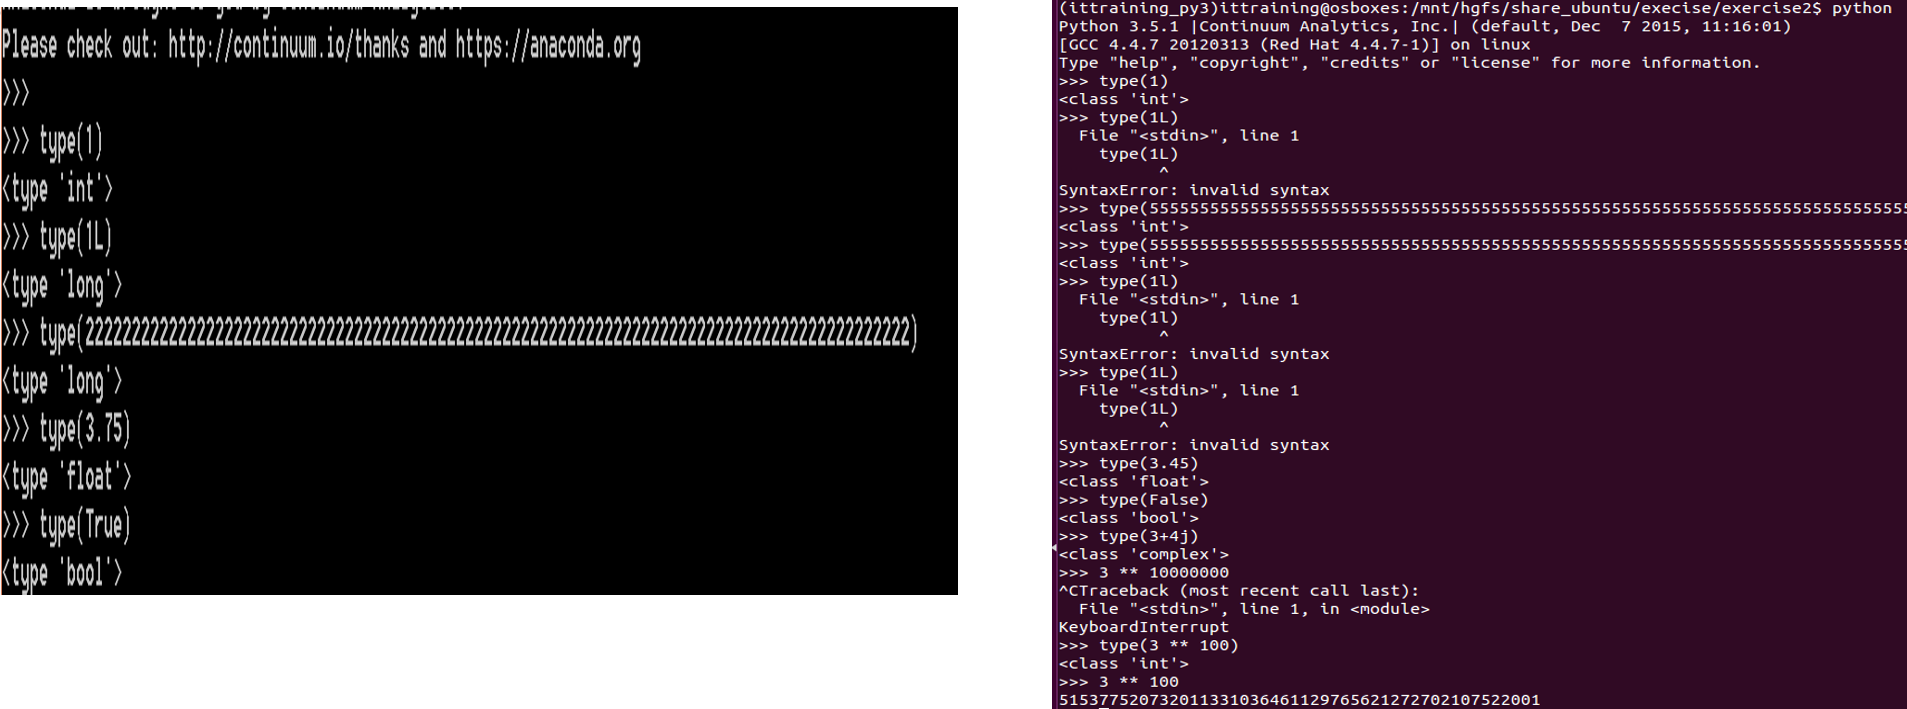 Please check out: http://continuum.io/thanks and https://anaconda.org
>>>
>>> type(1)
<type 'int'>
>>> type(1L)
<type 'long'>
>>> type(22222222222222222222222222222222222222222222222222222222222222222222222222222222222222222)
<type 'long'>
>>> type(3.75)
<type 'float'>
>>> type(True)
<type 'bool'>
(ittraining_py3)ittraining@osboxes:/mnt/hgfs/share_ubuntu/execise/exercise2$ python
Python 3.5.1 |Continuum Analytics, Inc.| (default, Dec  7 2015, 11:16:01)
[GCC 4.4.7 20120313 (Red Hat 4.4.7-1)] on linux
Type "help", "copyright", "credits" or "license" for more information.
>>> type(1)
<class 'int'>
>>> type(1L)
  File "<stdin>", line 1
    type(1L)
          ^
SyntaxError: invalid syntax
>>> type(5555555555555555555555555555555555555555555555555555555555555555555555555555
<class 'int'>
>>> type(5555555555555555555555555555555555555555555555555555555555555555555555555555
<class 'int'>
>>> type(1l)
  File "<stdin>", line 1
    type(1l)
          ^
SyntaxError: invalid syntax
>>> type(1L)
  File "<stdin>", line 1
    type(1L)
          ^
SyntaxError: invalid syntax
>>> type(3.45)
<class 'float'>
>>> type(False)
<class 'bool'>
>>> type(3+4j)
<class 'complex'>
>>> 3 ** 10000000
^CTraceback (most recent call last):
  File "<stdin>", line 1, in <module>
KeyboardInterrupt
>>> type(3 ** 100)
<class 'int'>
>>> 3 ** 100
515377520732011331036461129765621272702107522001